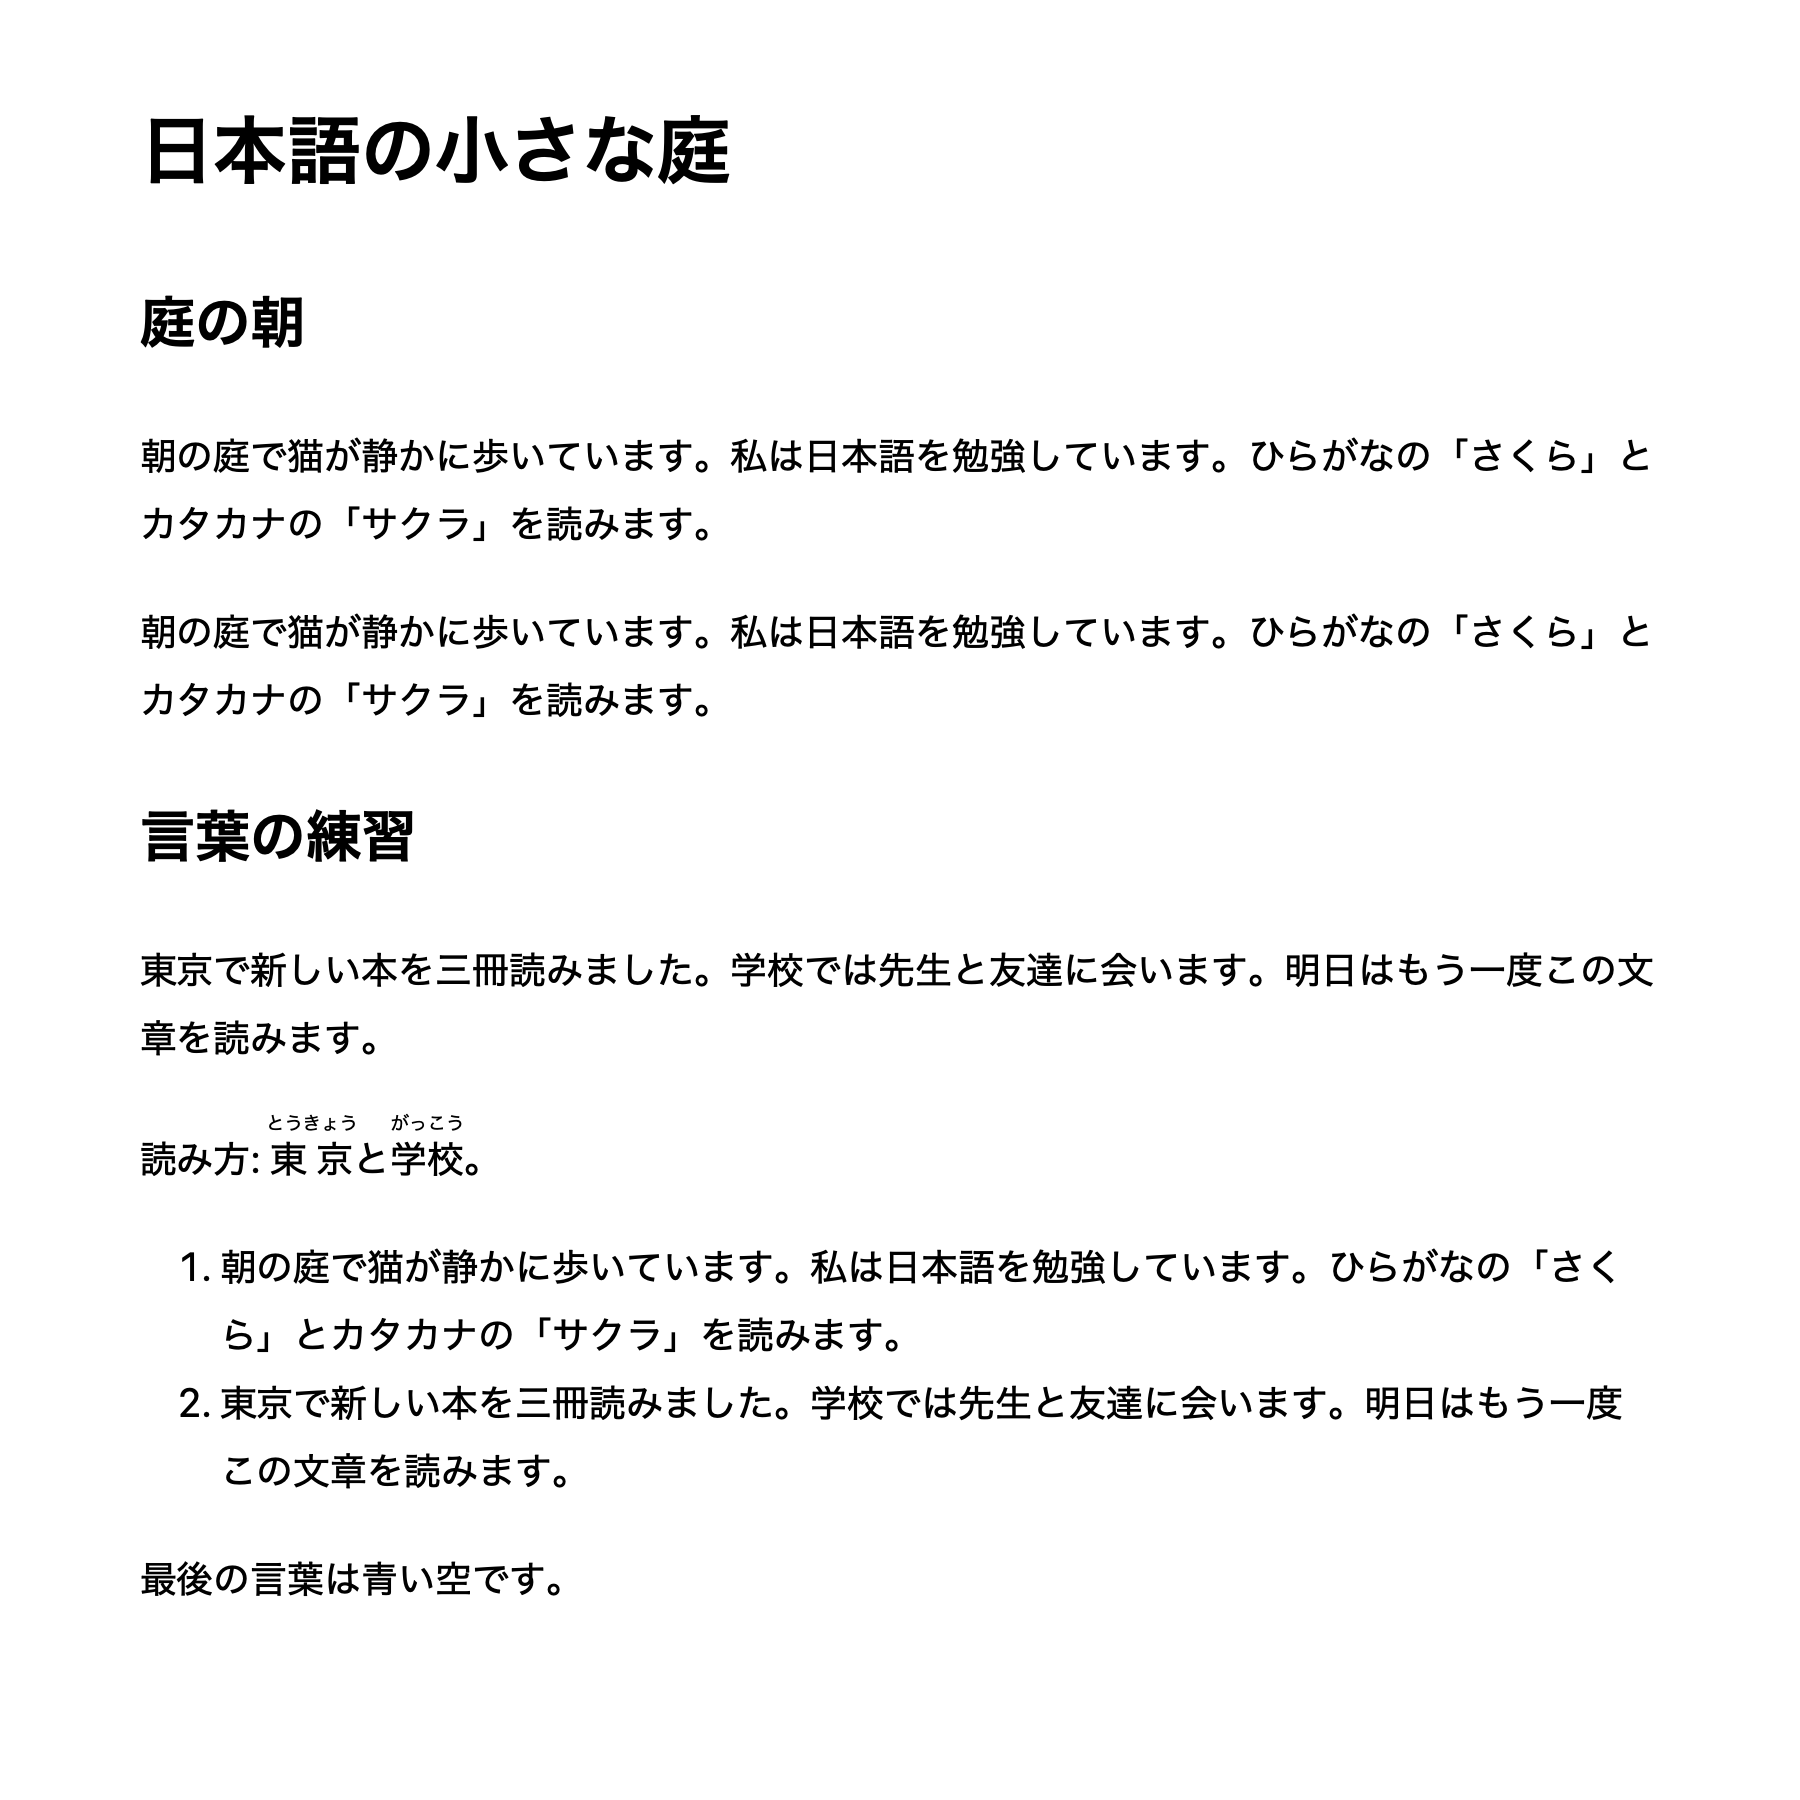 日本語の小さな庭
庭の朝
朝の庭で猫が静かに歩いています。私は日本語を勉強しています。ひらがなの「さくら」と
カタカナの「サクラ」を読みます。
朝の庭で猫が静かに歩いています。私は日本語を勉強しています。ひらがなの「さくら」と
カタカナの「サクラ」を読みます。
言葉の練習
東京で新しい本を三冊読みました。学校では先生と友達に会います。明日はもう一度この文
章を読みます。
とうきょう がっこう
読み方: 東京と学校。
1. 朝の庭で猫が静かに歩いています。私は日本語を勉強しています。ひらがなの「さく
ら」とカタカナの「サクラ」を読みます。
2. 東京で新しい本を三冊読みました。学校では先生と友達に会います。明日はもう一度
この文章を読みます。
最後の言葉は青い空です。